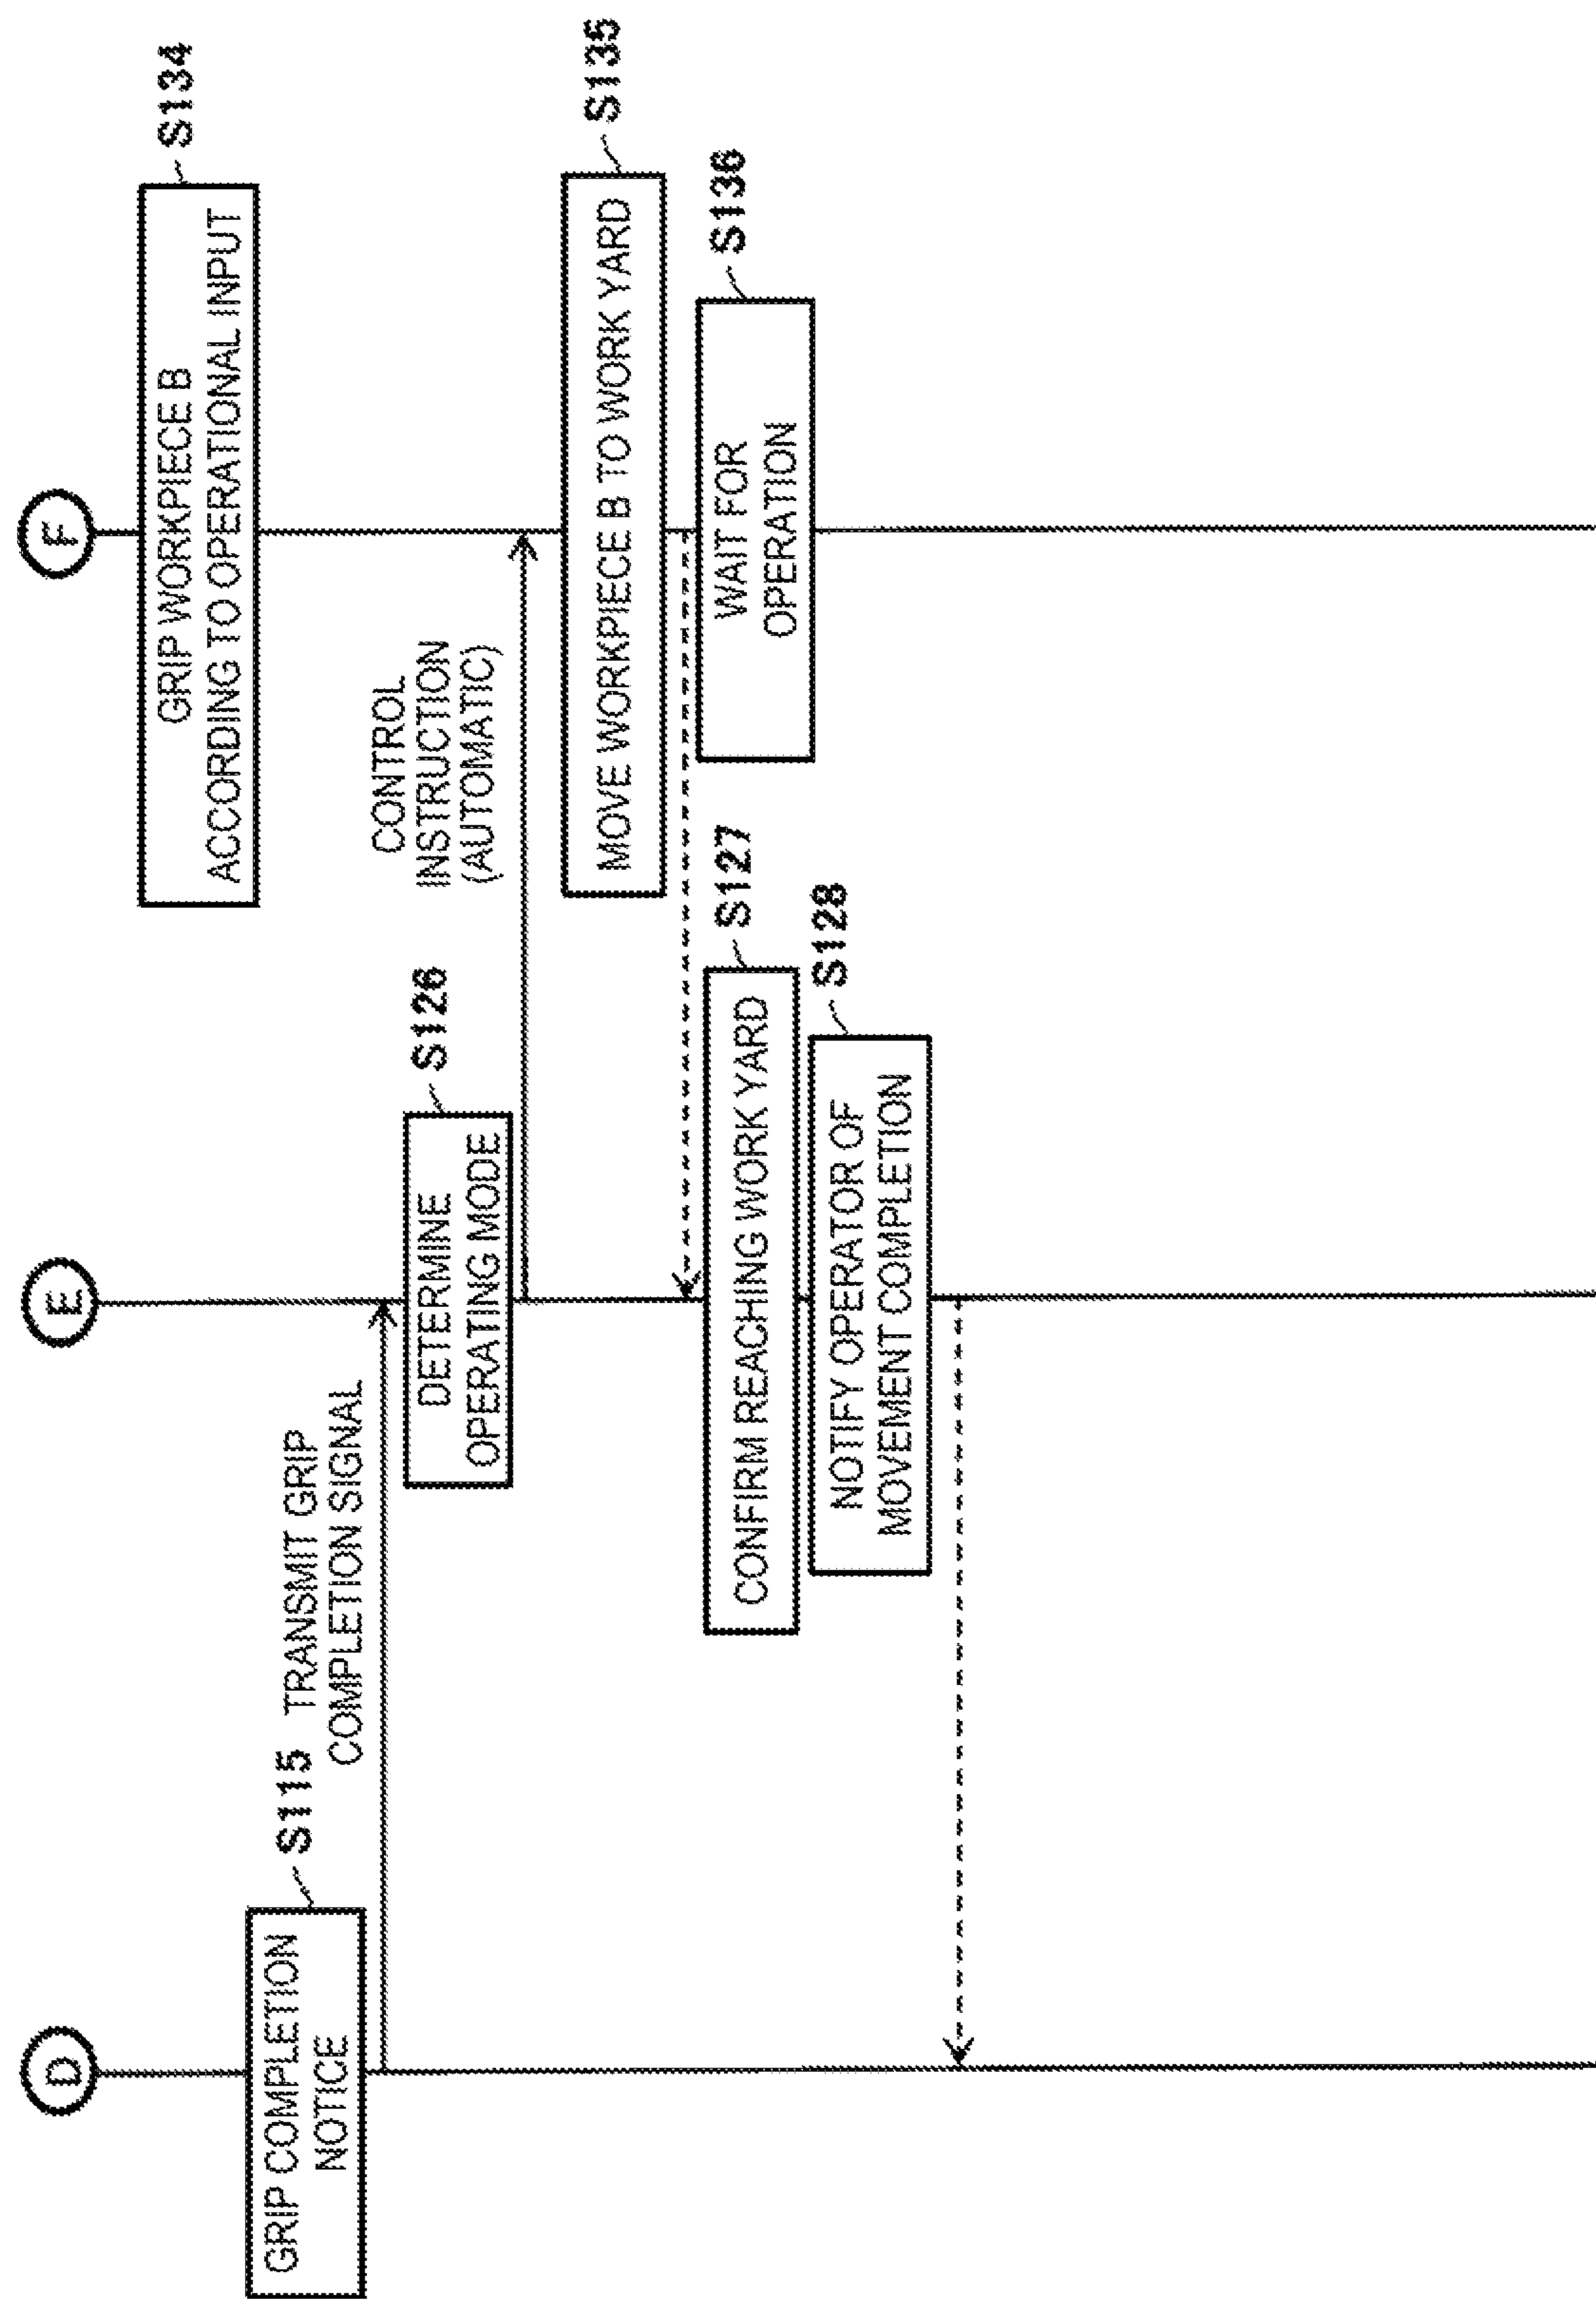 D
E
F
GRIP WORKPIECE B
ACCORDING TO OPERATIONAL INPUT
S134
GRIP COMPLETION
NOTICE
S115
TRANSMIT GRIP
COMPLETION SIGNAL
DETERMINE
OPERATING MODE
S126
CONTROL
INSTRUCTION
(AUTOMATIC)
MOVE WORKPIECE B TO WORK YARD
S135
WAIT FOR
OPERATION
S136
CONFIRM REACHING WORK YARD
S127
NOTIFY OPERATOR OF
MOVEMENT COMPLETION
S128